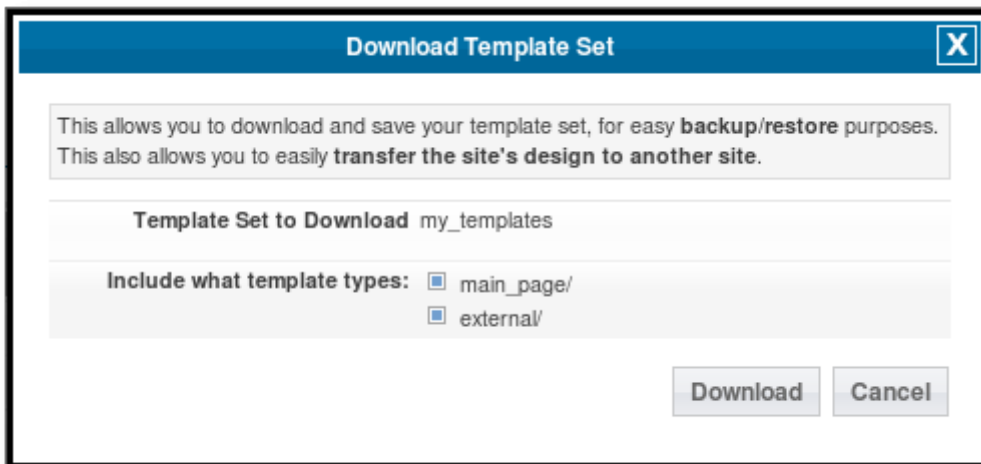 Download Template Set X
This allows you to download and save your template set, for easy backup/restore purposes.
This also allows you to easily transfer the site's design to another site.
Template Set to Download my_templates
Include what template types: main_page/
external/
Download Cancel